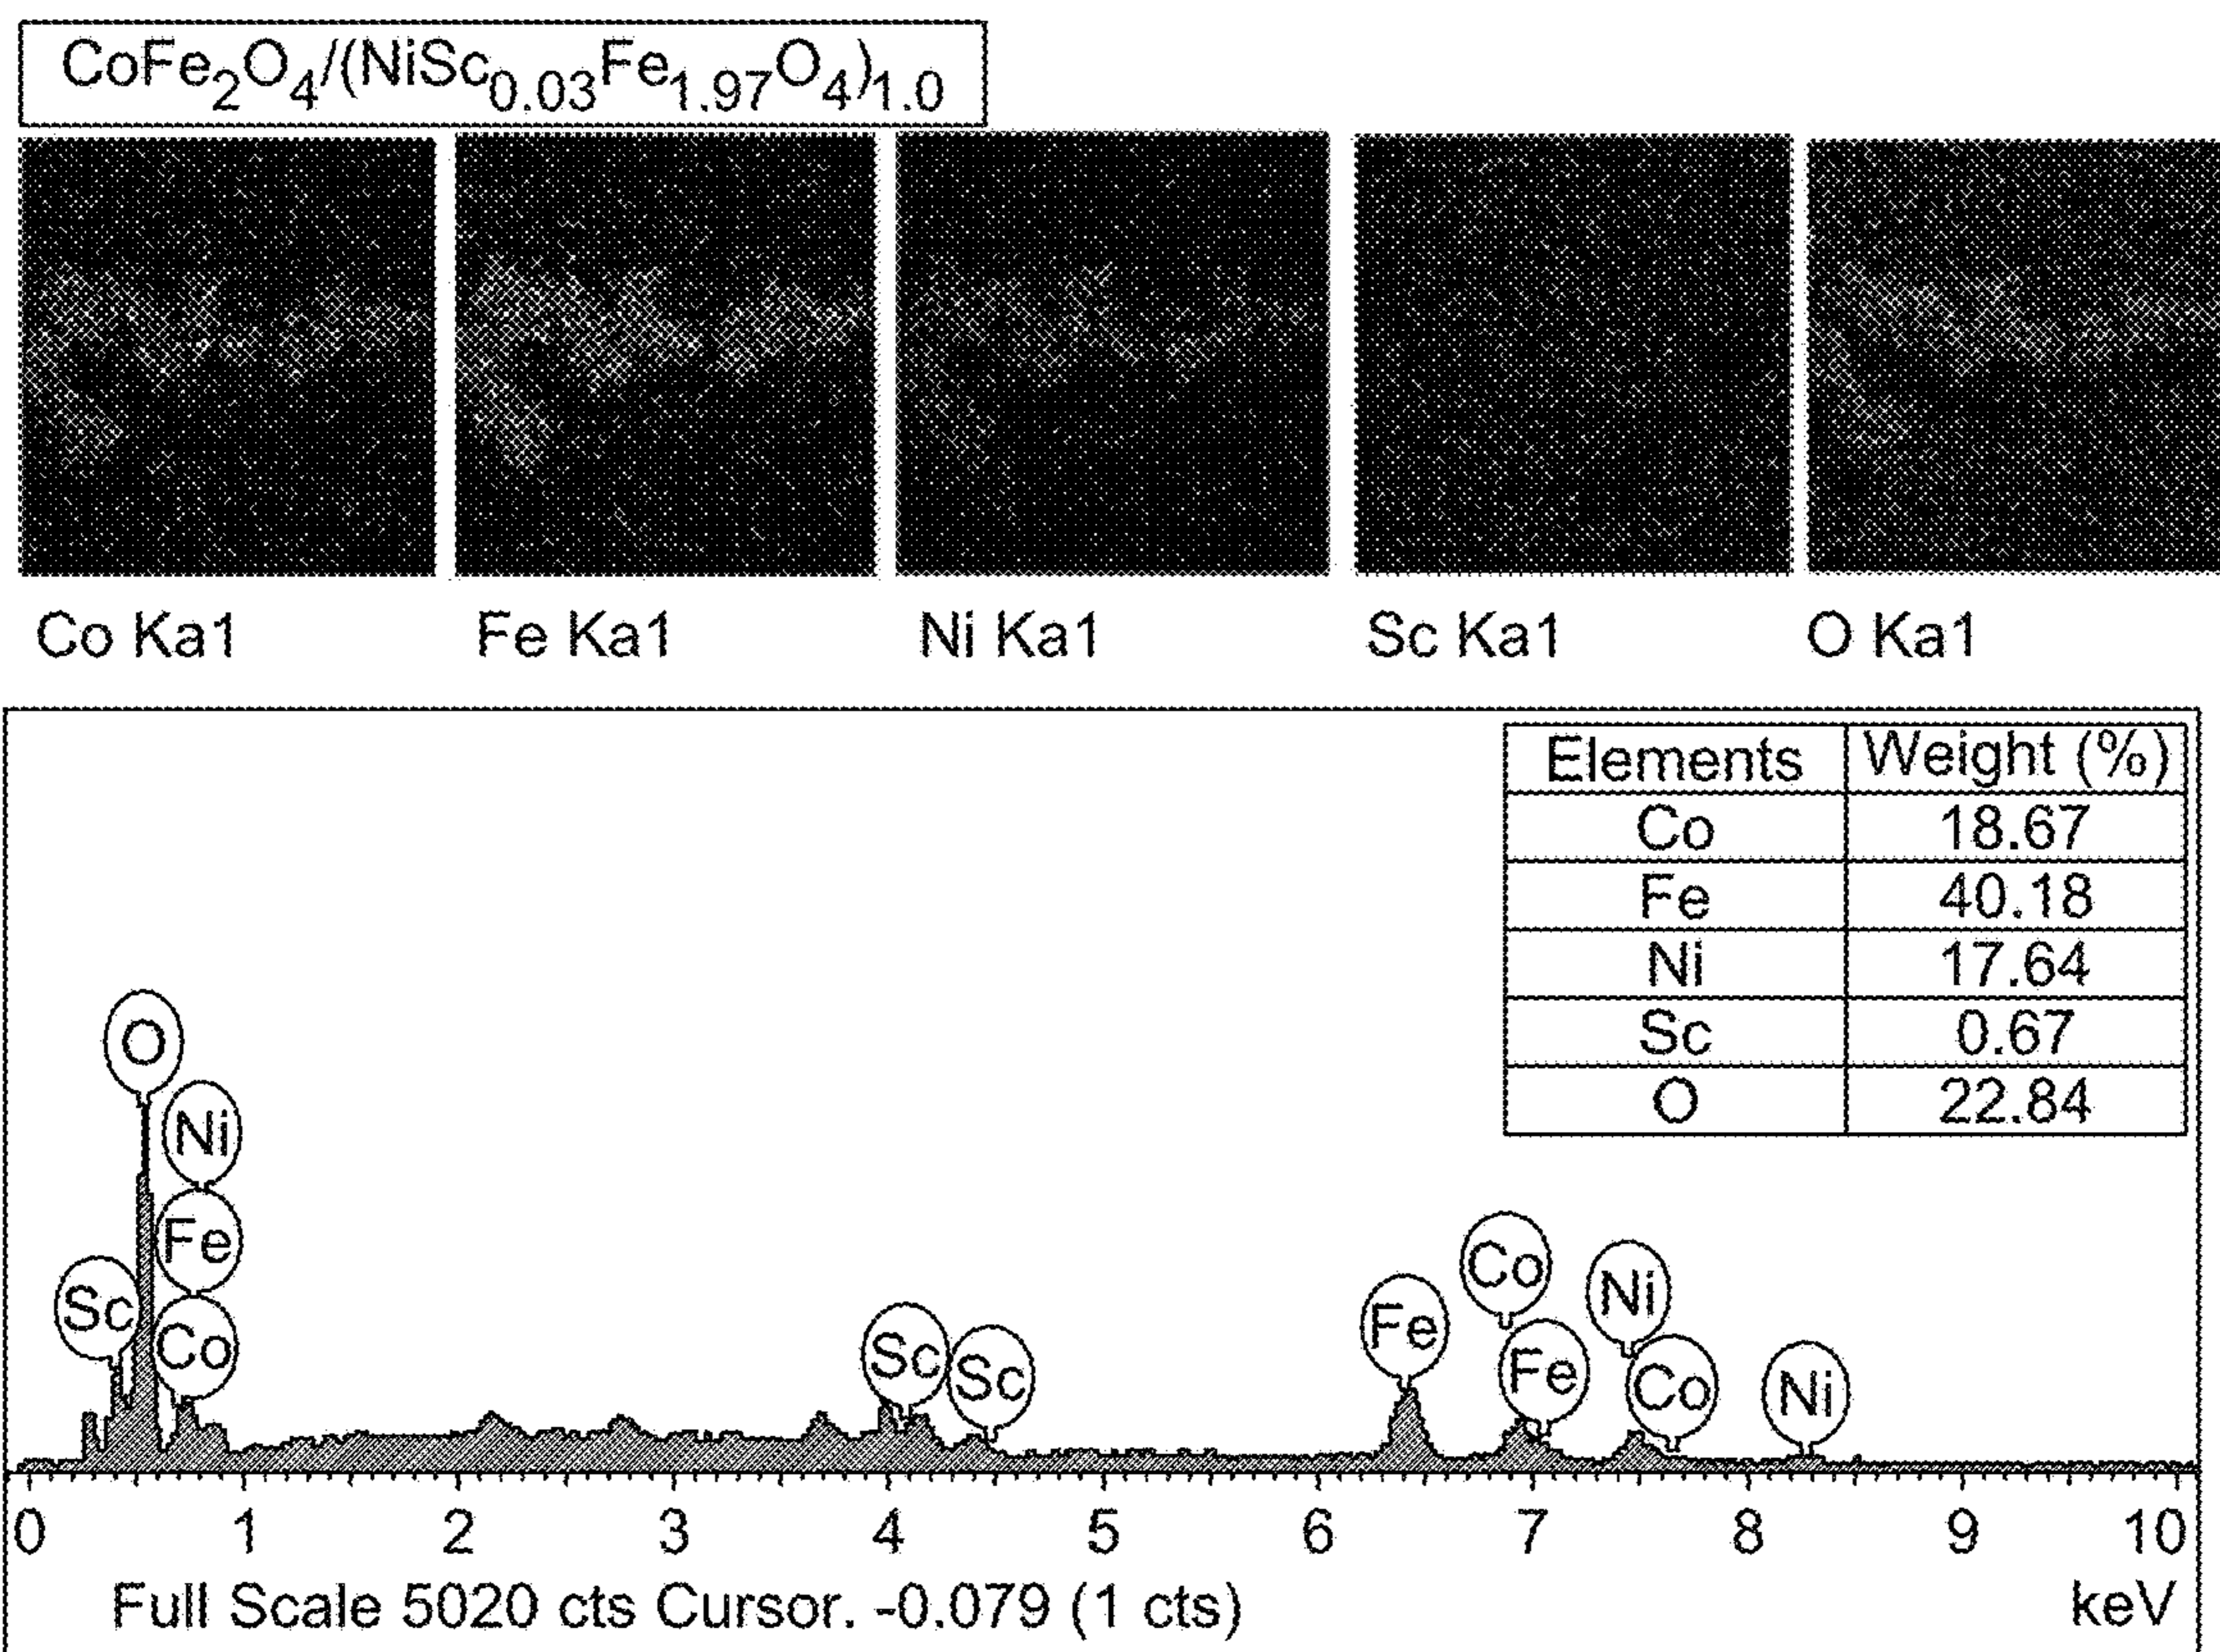 CoFe₂O₄/(NiSc₀.₀₃Fe₁.₉₇O₄)₁.₀
Co Ka1 Fe Ka1 Ni Ka1 Sc Ka1 O Ka1
Elements Weight (%)
Co 18.67
Fe 40.18
Ni 17.64
Sc 0.67
O 22.84
O
Ni
Fe
Sc
Co
Sc
Sc
Fe
Co
Fe
Ni
Co
Ni
0 1 2 3 4 5 6 7 8 9 10
Full Scale 5020 cts Cursor. -0.079 (1 cts) keV